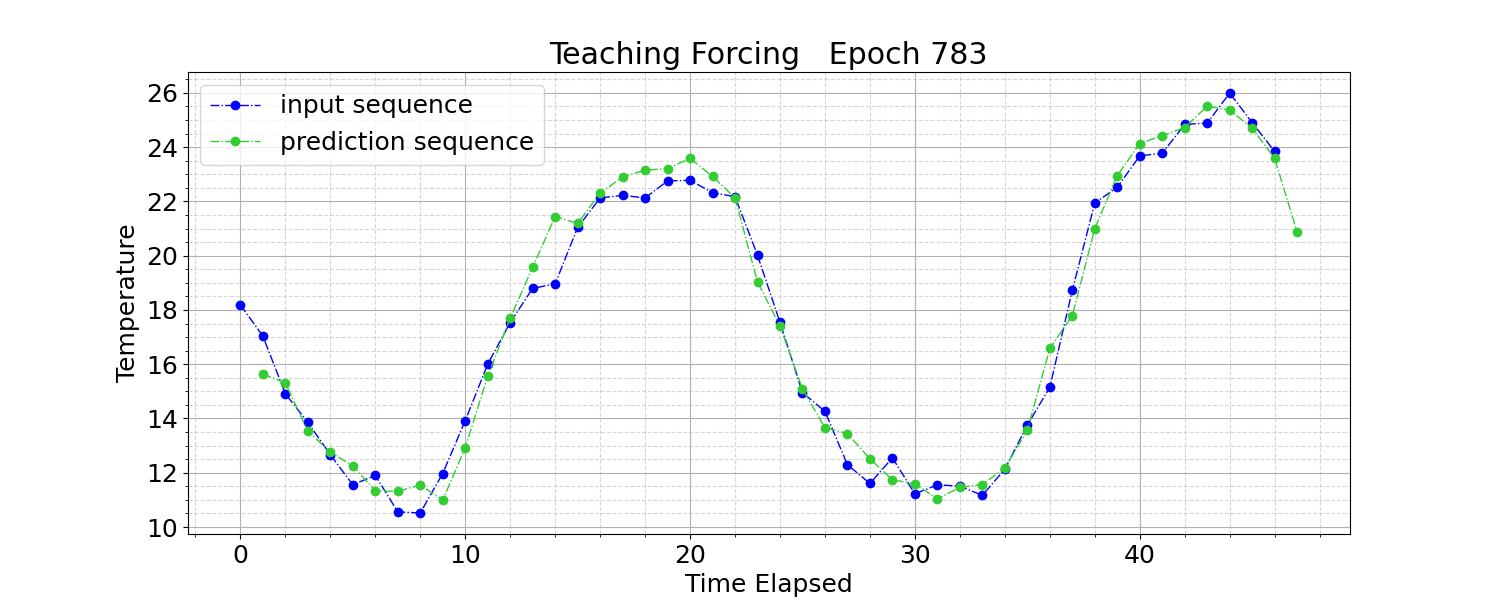 Teaching Forcing   Epoch 783
input sequence
prediction sequence
26
24
22
20
18
16
14
12
10
Temperature
0 10 20 30 40
Time Elapsed